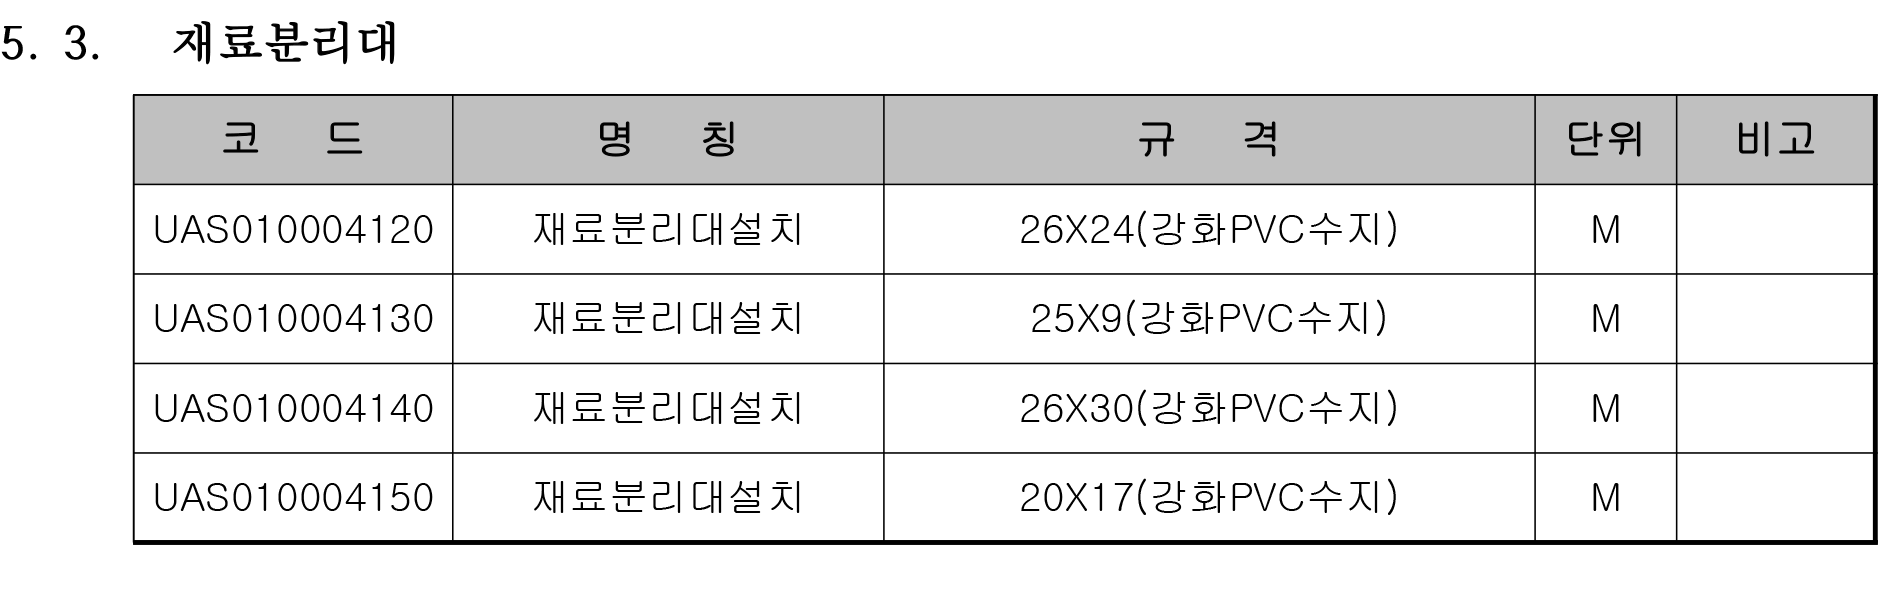 5. 3. 재료분리대
코 드 명 칭 규 격 단위 비고
UAS010004120 재료분리대설치 26X24(강화PVC수지) M
UAS010004130 재료분리대설치 25X9(강화PVC수지) M
UAS010004140 재료분리대설치 26X30(강화PVC수지) M
UAS010004150 재료분리대설치 20X17(강화PVC수지) M